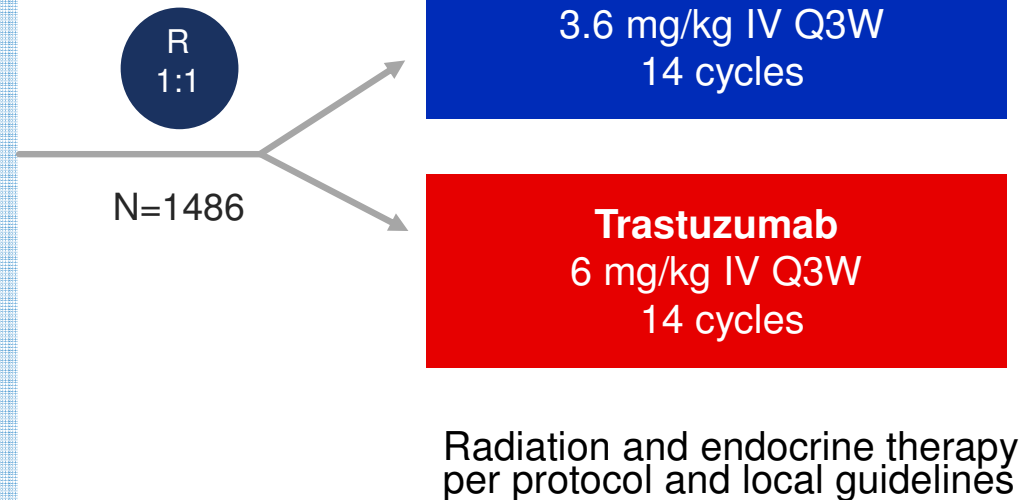 R
1:1
N=1486
3.6 mg/kg IV Q3W
14 cycles
Trastuzumab
6 mg/kg IV Q3W
14 cycles
Radiation and endocrine therapy
per protocol and local guidelines